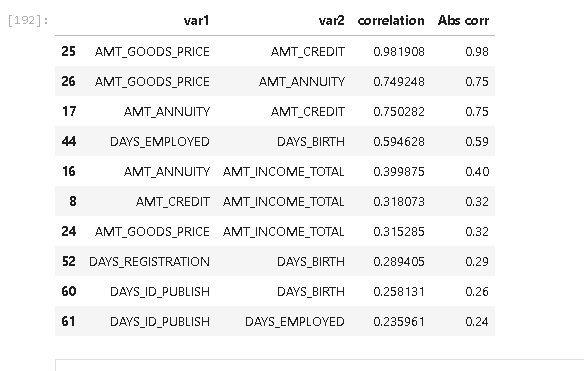 [192]:
var1 var2 correlation Abs corr
25 AMT_GOODS_PRICE AMT_CREDIT 0.981908 0.98
26 AMT_GOODS_PRICE AMT_ANNUITY 0.749248 0.75
17 AMT_ANNUITY AMT_CREDIT 0.750282 0.75
44 DAYS_EMPLOYED DAYS_BIRTH 0.594628 0.59
16 AMT_ANNUITY AMT_INCOME_TOTAL 0.399875 0.40
8 AMT_CREDIT AMT_INCOME_TOTAL 0.318073 0.32
24 AMT_GOODS_PRICE AMT_INCOME_TOTAL 0.315285 0.32
52 DAYS_REGISTRATION DAYS_BIRTH 0.289405 0.29
60 DAYS_ID_PUBLISH DAYS_BIRTH 0.258131 0.26
61 DAYS_ID_PUBLISH DAYS_EMPLOYED 0.235961 0.24